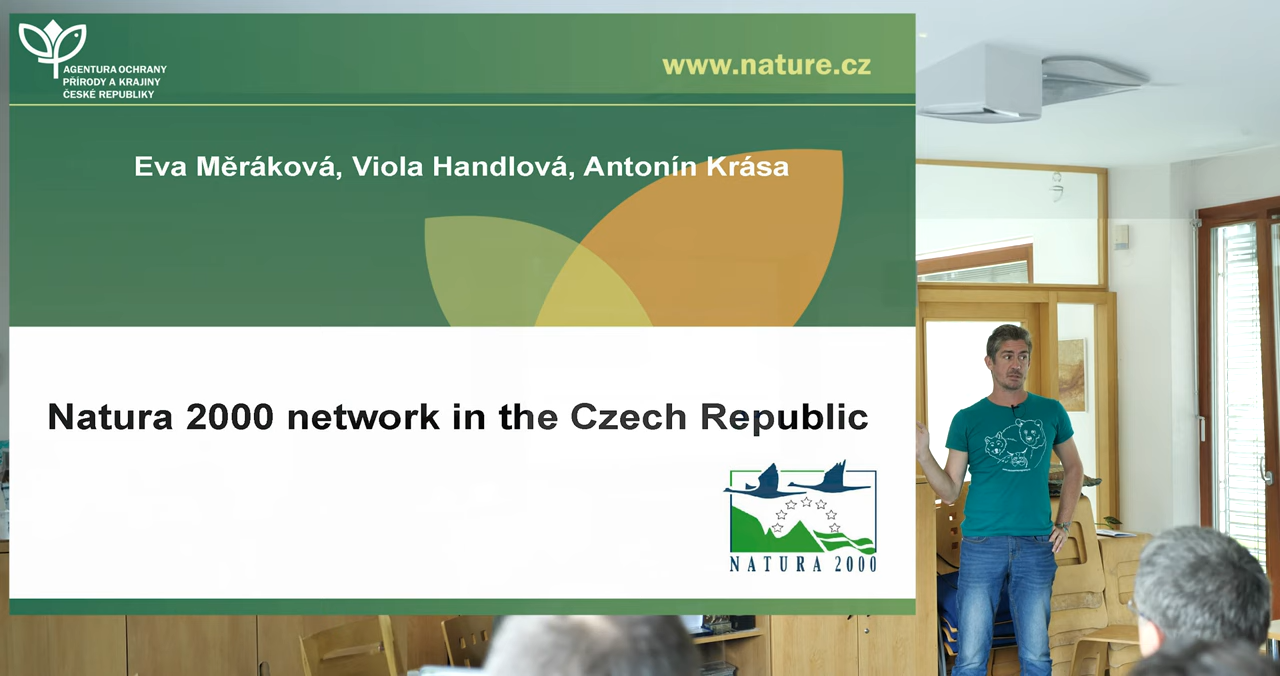 AGENTURA OCHRANY
PŘÍRODY A KRAJINY
ČESKÉ REPUBLIKY
www.nature.cz
Eva Měráková, Viola Handlová, Antonín Krása
Natura 2000 network in the Czech Republic
NATURA 2000